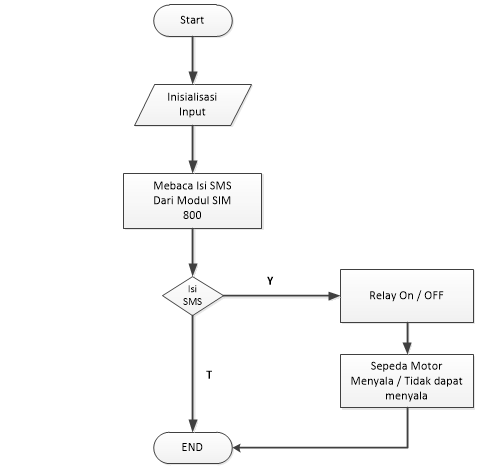 Start
Inisialisasi
Input
Mebaca Isi SMS
Dari Modul SIM
800
Isi
SMS
Y
Relay On / OFF
Sepeda Motor
Menyala / Tidak dapat
menyala
T
END